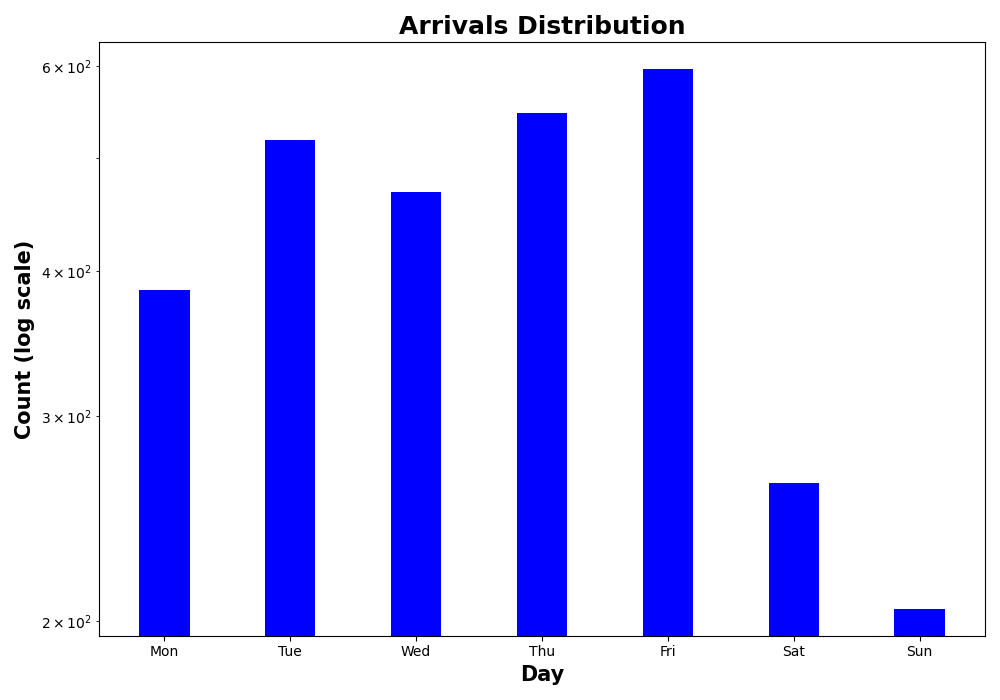 Arrivals Distribution
6 × 10²
4 × 10²
3 × 10²
2 × 10²
Count (log scale)
Mon Tue Wed Thu Fri Sat Sun
Day